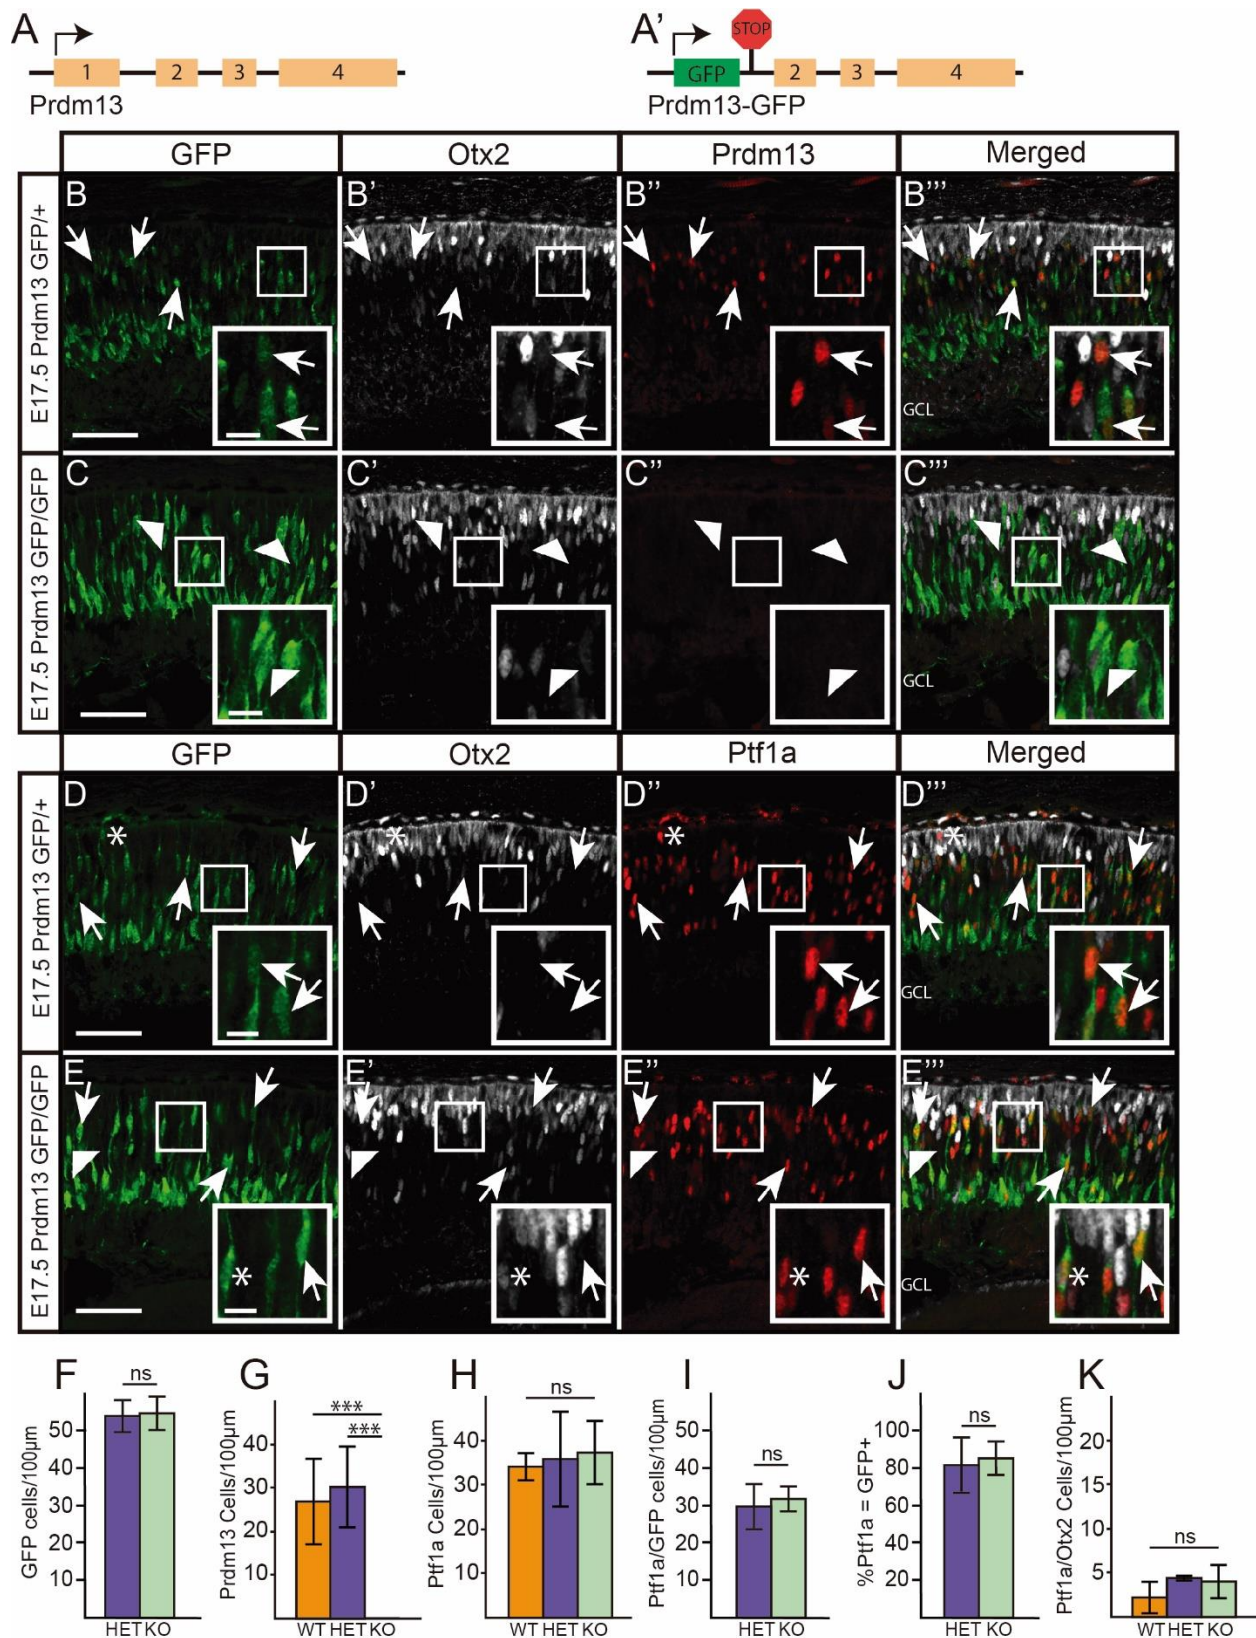 A
1 2 3 4
Prdm13
A'
STOP
GFP 2 3 4
Prdm13-GFP
GFP Otx2 Prdm13 Merged
E17.5 Prdm13 GFP/+
B B' B'' B'''
GCL
E17.5 Prdm13 GFP/GFP
C C' C'' C'''
GCL
GFP Otx2 Ptf1a Merged
E17.5 Prdm13 GFP/+
D D' D'' D'''
* * * *
GCL
E17.5 Prdm13 GFP/GFP
E E' E'' E'''
* * * *
GCL
F
ns
GFP cells/100µm
50
40
30
20
10
HET KO
G
***
***
Prdm13 Cells/100µm
40
30
20
10
WT HET KO
H
ns
Ptf1a Cells/100µm
40
30
20
10
WT HET KO
I
ns
Ptf1a/GFP cells/100µm
50
40
30
20
10
HET KO
J
ns
%Ptf1a = GFP+
100
80
60
40
20
HET KO
K
ns
Ptf1a/Otx2 Cells/100µm
20
15
10
5
WT HET KO